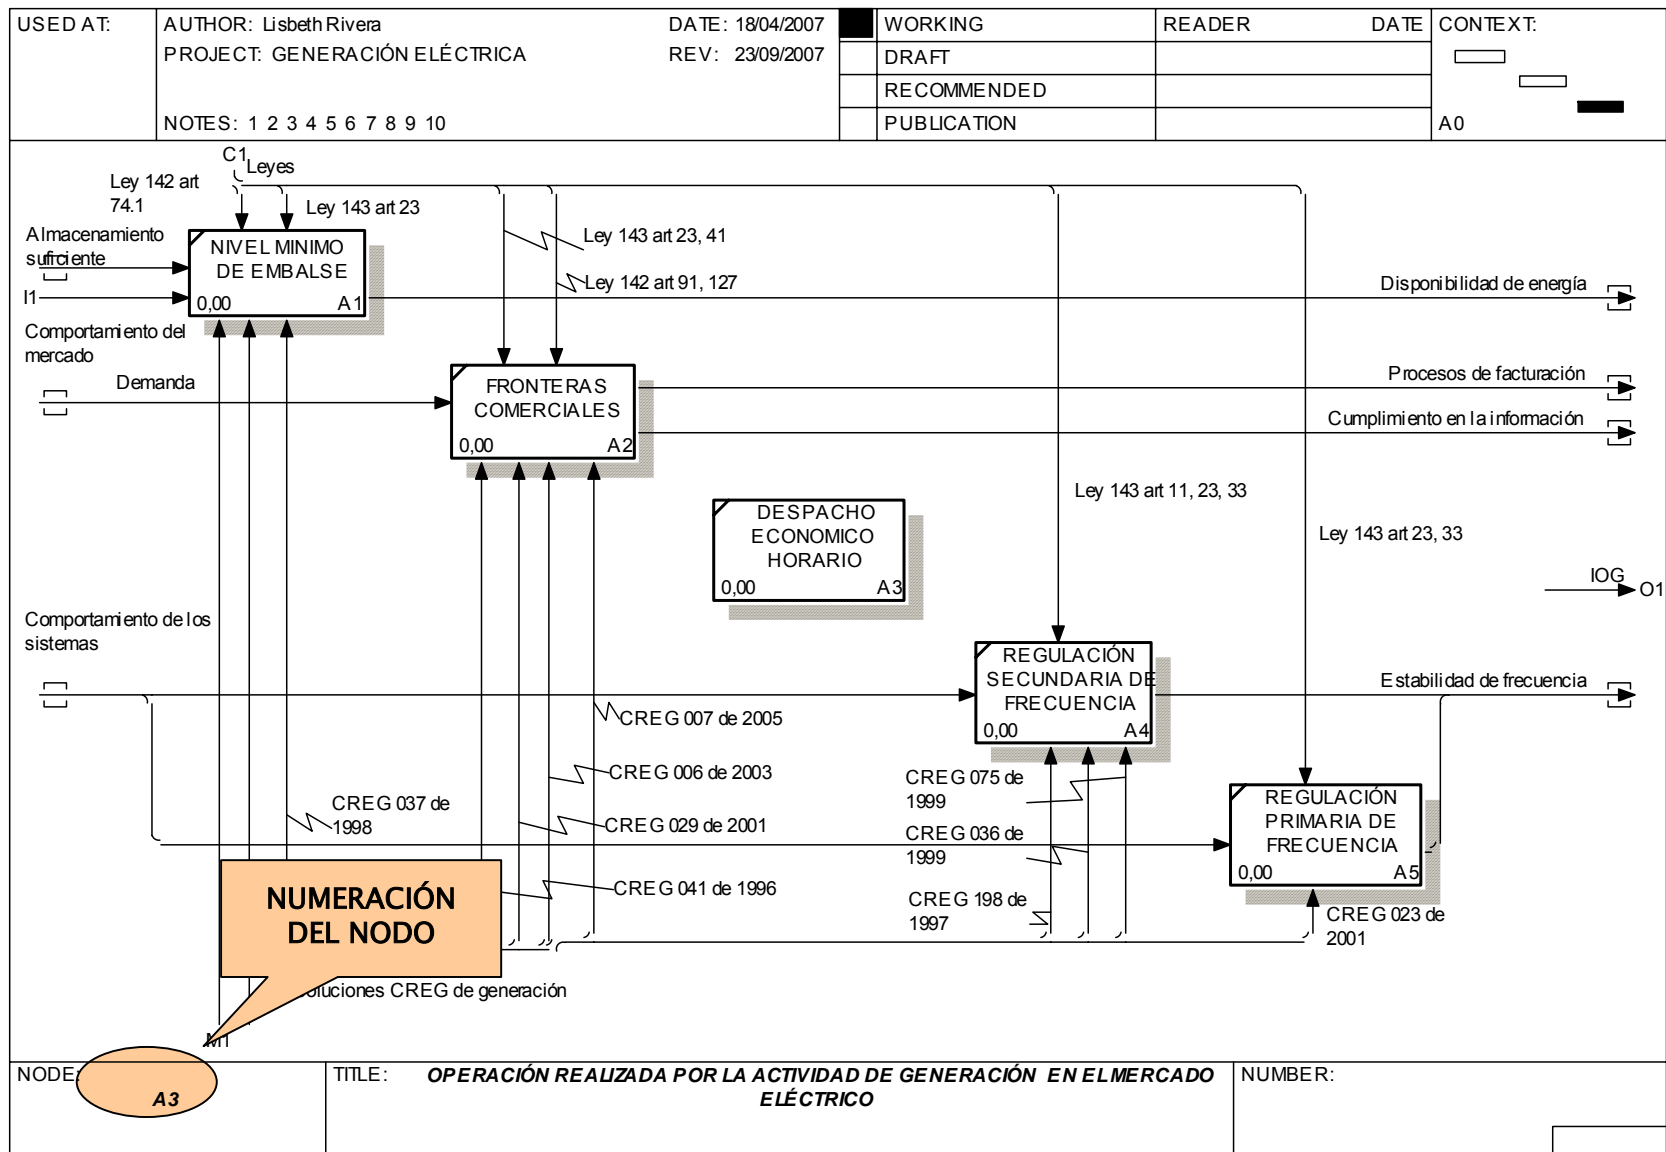 USED AT:
AUTHOR: Lisbeth Rivera
DATE: 18/04/2007
PROJECT: GENERACIÓN ELÉCTRICA
REV: 23/09/2007
NOTES: 1 2 3 4 5 6 7 8 9 10
WORKING
DRAFT
RECOMMENDED
PUBLICATION
READER
DATE
CONTEXT:
A0
C1
Leyes
Ley 142 art
74.1
Ley 143 art 23
Almacenamiento
suficiente
I1
NIVEL MINIMO
DE EMBALSE
0,00
A1
Ley 143 art 23, 41
Ley 142 art 91, 127
Disponibilidad de energía
Comportamiento del
mercado
Demanda
FRONTERAS
COMERCIALES
0,00
A2
Procesos de facturación
Cumplimiento en la información
Ley 143 art 11, 23, 33
DESPACHO
ECONOMICO
HORARIO
0,00
A3
Ley 143 art 23, 33
IOG
O1
Comportamiento de los
sistemas
REGULACIÓN
SECUNDARIA DE
FRECUENCIA
0,00
A4
Estabilidad de frecuencia
CREG 007 de 2005
CREG 006 de 2003
CREG 037 de
1998
CREG 029 de 2001
CREG 041 de 1996
CREG 075 de
1999
CREG 036 de
1999
CREG 198 de
1997
REGULACIÓN
PRIMARIA DE
FRECUENCIA
0,00
A5
CREG 023 de
2001
NUMERACIÓN
DEL NODO
oluciones CREG de generación
M1
NODE:
A3
TITLE:
OPERACIÓN REALIZADA POR LA ACTIVIDAD DE GENERACIÓN EN EL MERCADO
ELÉCTRICO
NUMBER: